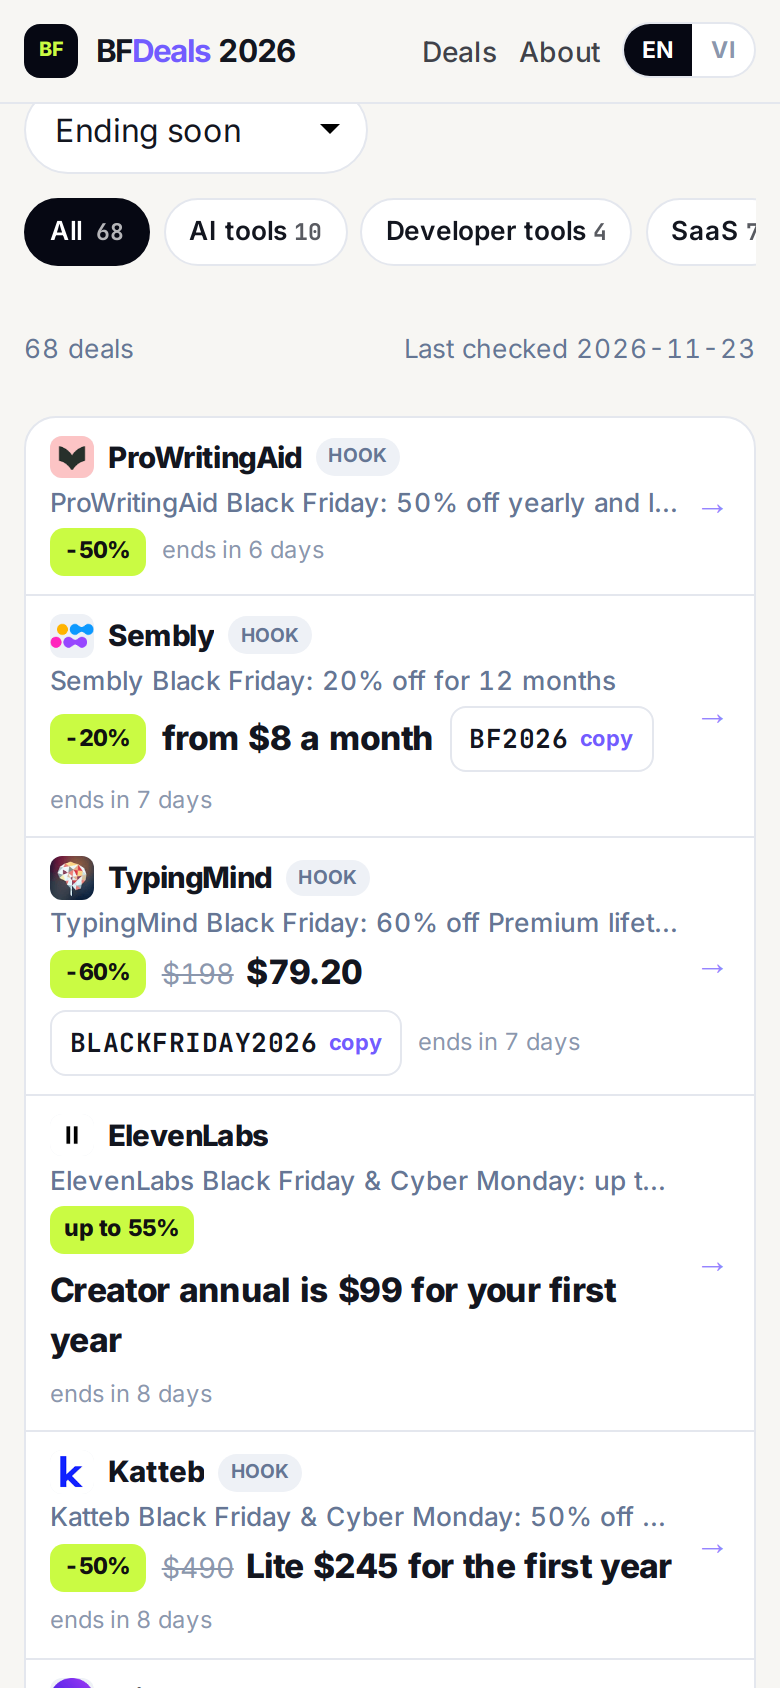 BF BFDeals 2026 Deals About EN VI
Ending soon
All 68 AI tools 10 Developer tools 4 SaaS 7
68 deals Last checked 2026-11-23
ProWritingAid HOOK
ProWritingAid Black Friday: 50% off yearly and l... →
-50% ends in 6 days
Sembly HOOK
Sembly Black Friday: 20% off for 12 months
-20% from $8 a month BF2026 copy →
ends in 7 days
TypingMind HOOK
TypingMind Black Friday: 60% off Premium lifet...
-60% $198 $79.20 →
BLACKFRIDAY2026 copy ends in 7 days
ElevenLabs
ElevenLabs Black Friday & Cyber Monday: up t...
up to 55%
Creator annual is $99 for your first →
year
ends in 8 days
Katteb HOOK
Katteb Black Friday & Cyber Monday: 50% off ...
-50% $490 Lite $245 for the first year →
ends in 8 days